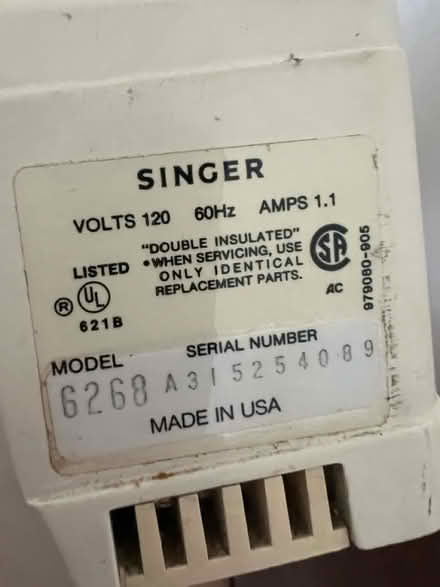 SINGER
VOLTS 120 60Hz AMPS 1.1
"DOUBLE INSULATED"
•WHEN SERVICING, USE
ONLY IDENTICAL
REPLACEMENT PARTS.
LISTED
® UL
621B
SA
AC
979080-905
MODEL SERIAL NUMBER
6268 A315254089
MADE IN USA